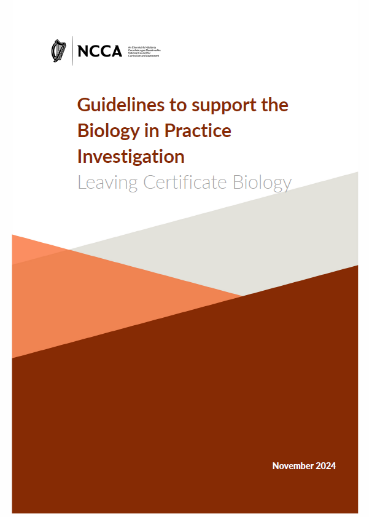 NCCA
Guidelines to support the
Biology in Practice
Investigation
Leaving Certificate Biology
November 2024